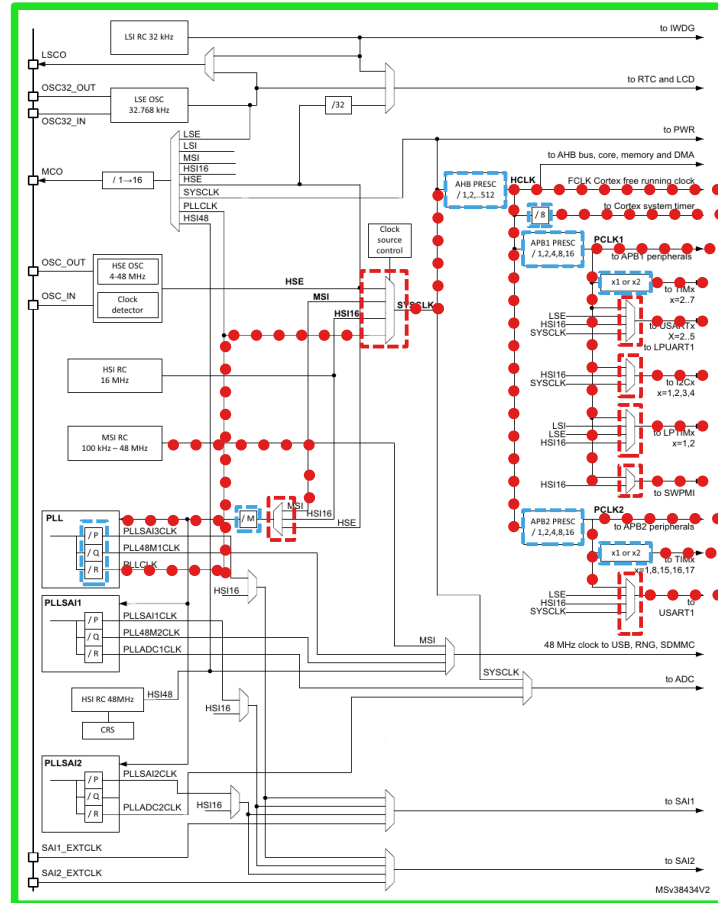 LSI RC 32 kHz
to IWDG
LSCO
OSC32_OUT
LSE OSC
32.768 kHz
to RTC and LCD
OSC32_IN
/32
LSE
LSI
MSI
HSI16
HSE
SYSCLK
PLLCLK
HSI48
to PWR
MCO
/ 1→16
AHB PRESC
/ 1,2,..512
HCLK
to AHB bus, core, memory and DMA
FCLK Cortex free running clock
/ 8
to Cortex system timer
Clock
source
control
APB1 PRESC
/ 1,2,4,8,16
PCLK1
to APB1 peripherals
OSC_OUT
HSE OSC
4-48 MHz
OSC_IN
Clock
detector
HSE
MSI
HSI16
SYSCLK
x1 or x2
to TIMx
x=2..7
LSE
HSI16
SYSCLK
to USARTx
X=2..5
to LPUART1
HSI RC
16 MHz
HSI16
SYSCLK
to I2Cx
x=1,2,3,4
MSI RC
100 kHz – 48 MHz
LSI
LSE
HSI16
to LPTIMx
x=1,2
HSI16
to SWPMI
PLL
/ M
MSI
HSI16
HSE
APB2 PRESC
/ 1,2,4,8,16
PCLK2
to APB2 peripherals
/ P
PLLSAI3CLK
/ Q
PLL48M1CLK
/ R
PLLCLK
HSI16
x1 or x2
to TIMx
x=1,8,15,16,17
LSE
HSI16
SYSCLK
to
USART1
PLLSAI1
/ P
PLLSAI1CLK
/ Q
PLL48M2CLK
/ R
PLLADC1CLK
MSI
48 MHz clock to USB, RNG, SDMMC
SYSCLK
to ADC
HSI RC 48MHz
HSI48
HSI16
CRS
PLLSAI2
/ P
PLLSAI2CLK
/ Q
/ R
PLLADC2CLK
HSI16
to SAI1
SAI1_EXTCLK
to SAI2
SAI2_EXTCLK
MSv38434V2